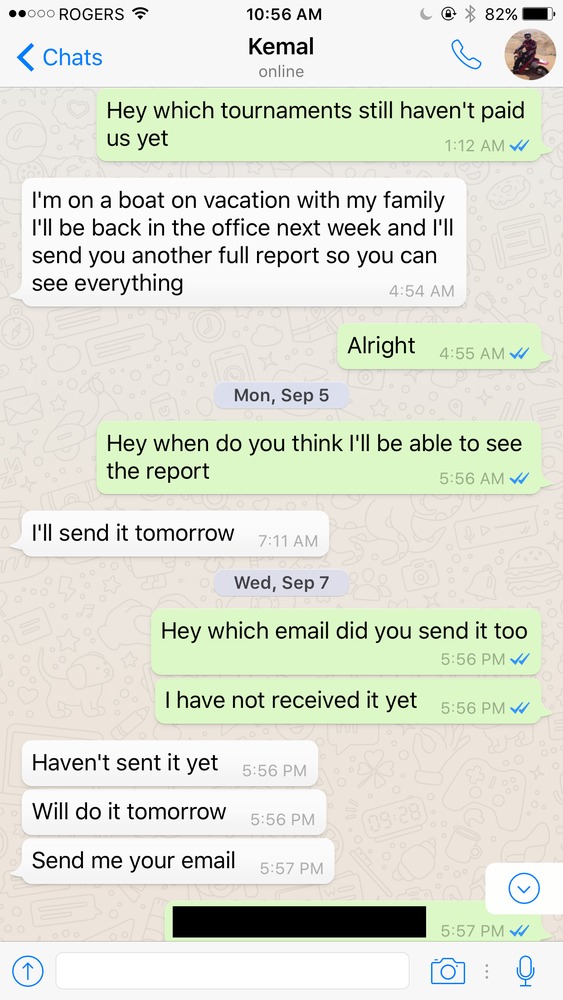 ROGERS 10:56 AM 82%
Chats Kemal
online
Hey which tournaments still haven't paid
us yet 1:12 AM
I'm on a boat on vacation with my family
I'll be back in the office next week and I'll
send you another full report so you can
see everything 4:54 AM
Alright 4:55 AM
Mon, Sep 5
Hey when do you think I'll be able to see
the report 5:56 AM
I'll send it tomorrow 7:11 AM
Wed, Sep 7
Hey which email did you send it too
5:56 PM
I have not received it yet 5:56 PM
Haven't sent it yet 5:56 PM
Will do it tomorrow 5:56 PM
Send me your email 5:57 PM
5:57 PM